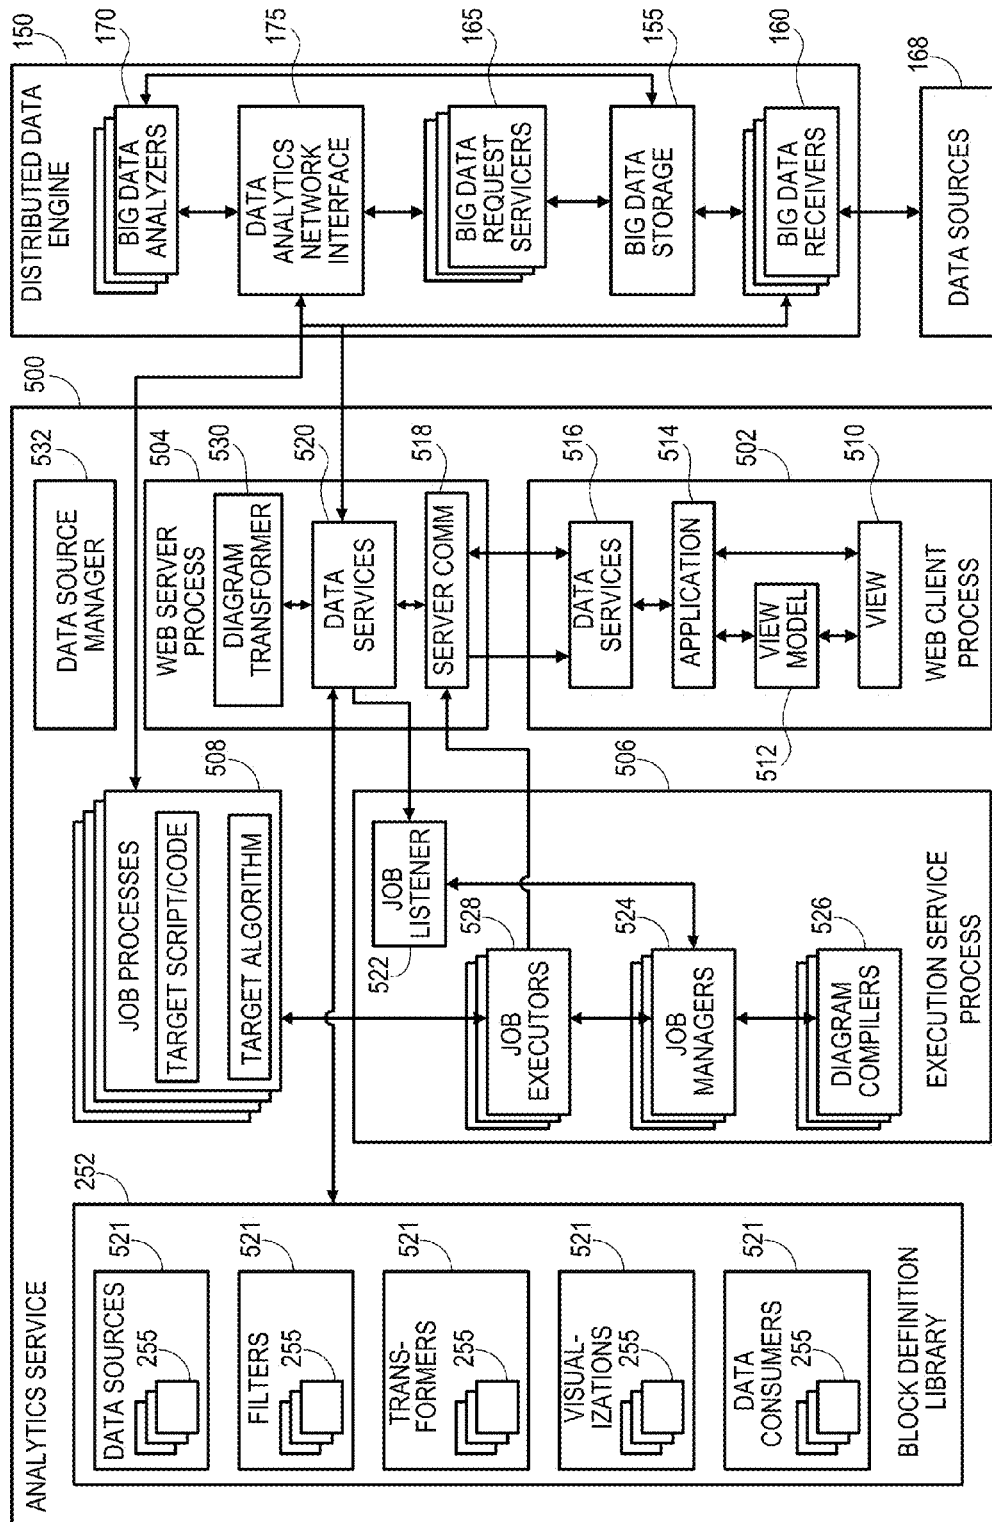 ANALYTICS SERVICE
500
252
DATA SOURCES
521
255
FILTERS
521
255
TRANS-
FORMERS
521
255
VISUAL-
IZATIONS
521
255
DATA
CONSUMERS
521
255
BLOCK DEFINITION
LIBRARY
JOB PROCESSES
508
TARGET SCRIPT/CODE
TARGET ALGORITHM
506
JOB
LISTENER
522
JOB
EXECUTORS
528
JOB
MANAGERS
524
DIAGRAM
COMPILERS
526
EXECUTION SERVICE
PROCESS
DATA SOURCE
MANAGER
532
WEB SERVER
PROCESS
504
DIAGRAM
TRANSFORMER
530
DATA
SERVICES
520
SERVER COMM
518
DATA
SERVICES
516
APPLICATION
514
VIEW
MODEL
512
502
VIEW
510
WEB CLIENT
PROCESS
DISTRIBUTED DATA
ENGINE
150
BIG DATA
ANALYZERS
170
DATA
ANALYTICS
NETWORK
INTERFACE
175
BIG DATA
REQUEST
SERVICERS
165
BIG DATA
STORAGE
155
BIG DATA
RECEIVERS
160
DATA SOURCES
168